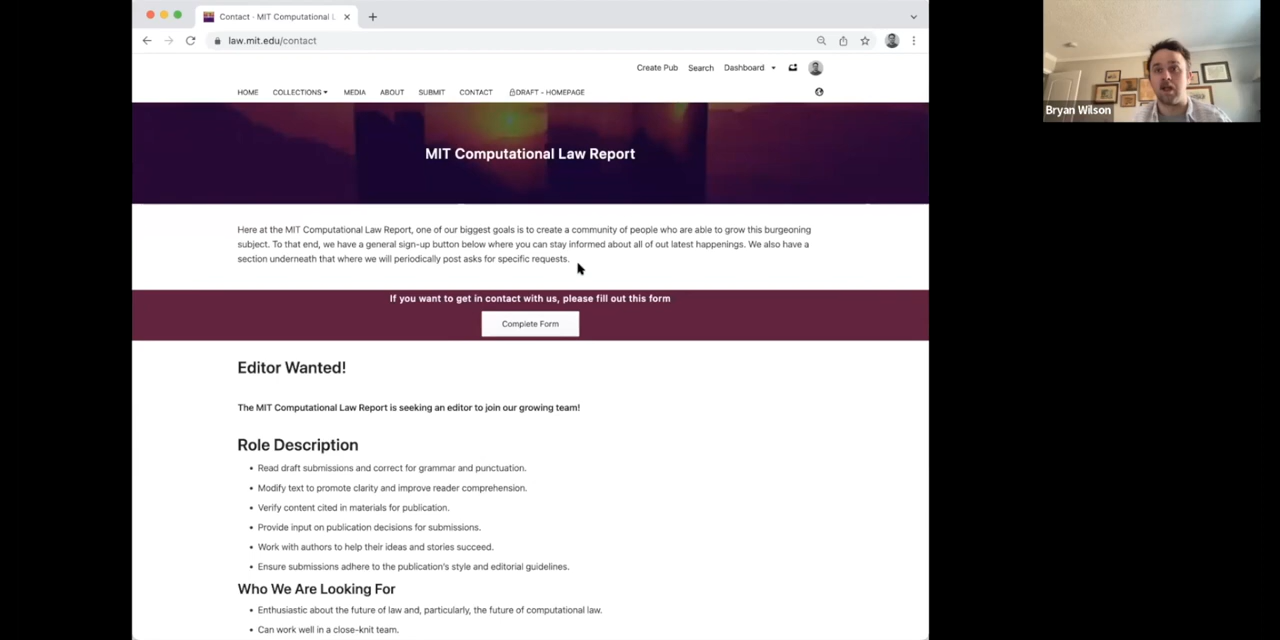 Contact · MIT Computational L
law.mit.edu/contact
Create Pub Search Dashboard
HOME COLLECTIONS MEDIA ABOUT SUBMIT CONTACT DRAFT - HOMEPAGE
MIT Computational Law Report
Here at the MIT Computational Law Report, one of our biggest goals is to create a community of people who are able to grow this burgeoning
subject. To that end, we have a general sign-up button below where you can stay informed about all of out latest happenings. We also have a
section underneath that where we will periodically post asks for specific requests.
If you want to get in contact with us, please fill out this form
Complete Form
Editor Wanted!
The MIT Computational Law Report is seeking an editor to join our growing team!
Role Description
• Read draft submissions and correct for grammar and punctuation.
• Modify text to promote clarity and improve reader comprehension.
• Verify content cited in materials for publication.
• Provide input on publication decisions for submissions.
• Work with authors to help their ideas and stories succeed.
• Ensure submissions adhere to the publication's style and editorial guidelines.
Who We Are Looking For
• Enthusiastic about the future of law and, particularly, the future of computational law.
• Can work well in a close-knit team.
Bryan Wilson